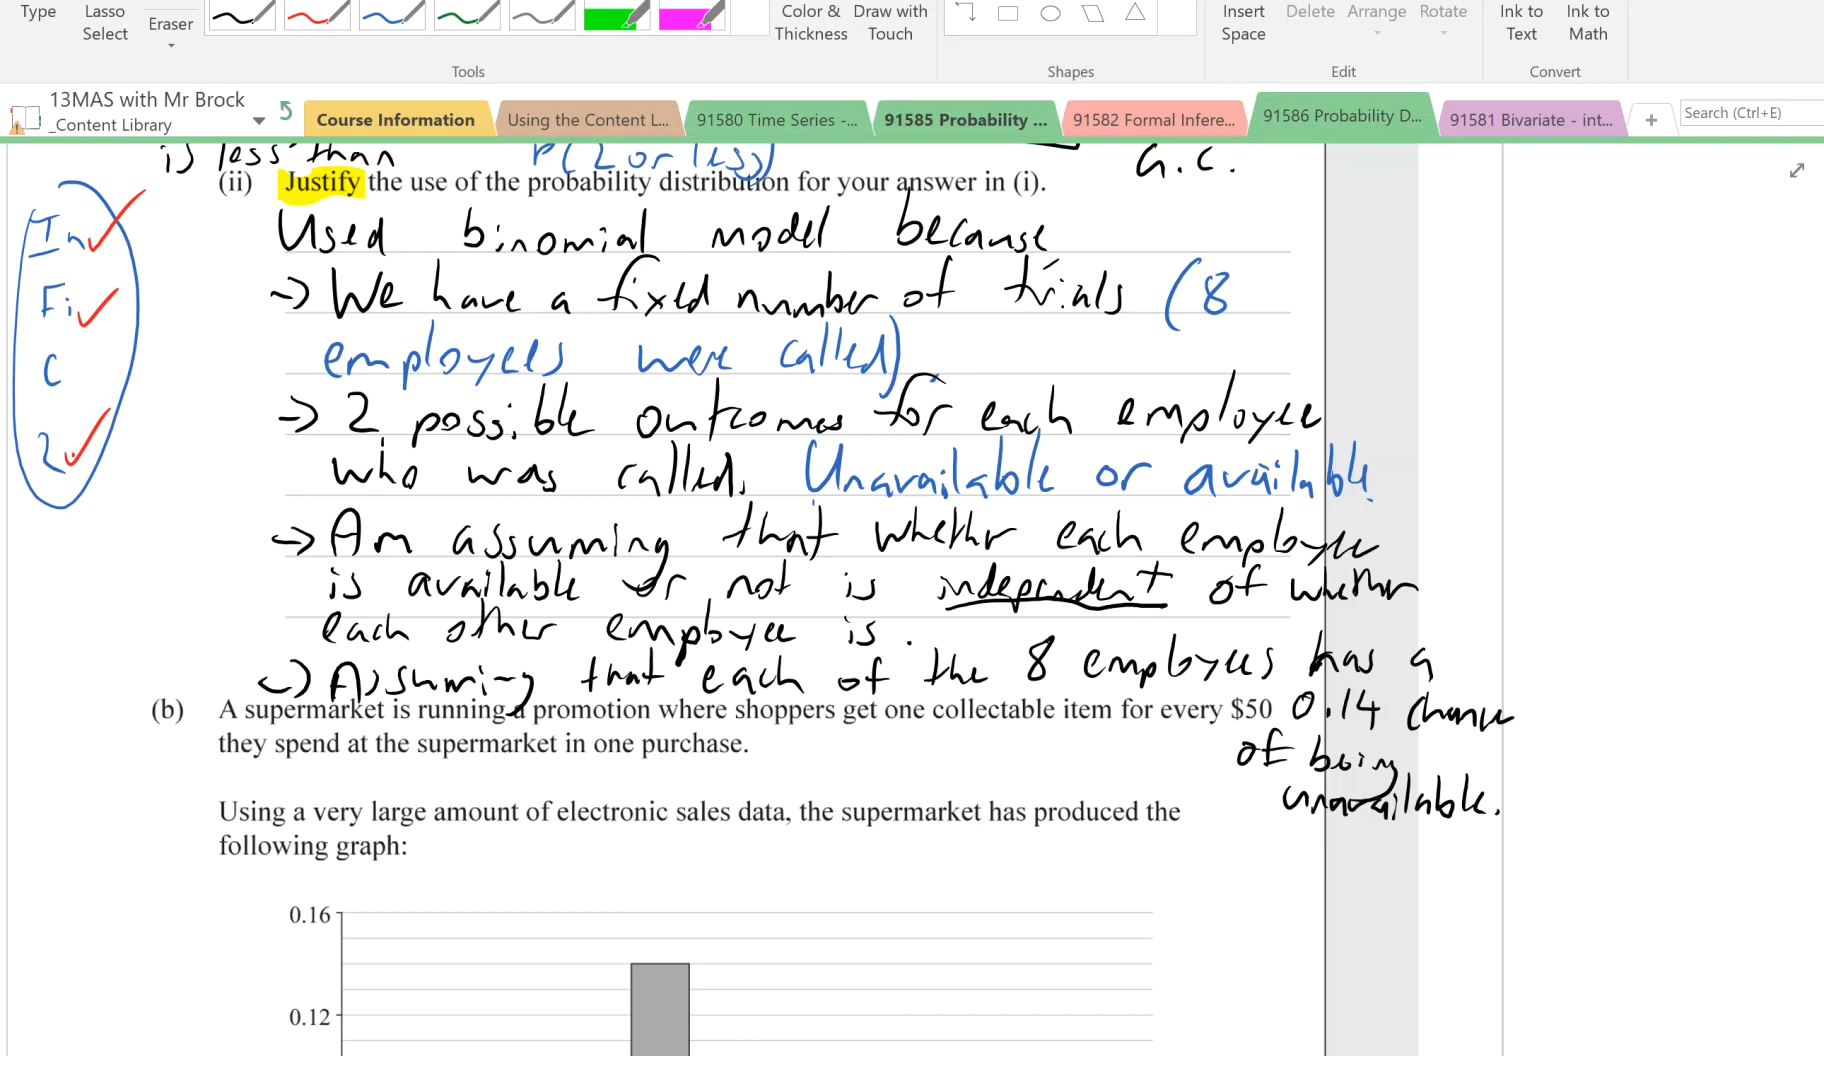 Type
Lasso
Select
Eraser
Color &
Thickness
Draw with
Touch
Insert
Space
Delete
Arrange
Rotate
Ink to
Text
Ink to
Math
Tools
Shapes
Edit
Convert
13MAS with Mr Brock
_Content Library
Course Information
Using the Content L...
91580 Time Series -...
91585 Probability ...
91582 Formal Infere...
91586 Probability D...
91581 Bivariate - int...
+
Search (Ctrl+E)
is less than P(2 or less) G.C.
(ii) Justify the use of the probability distribution for your answer in (i).
In
Fi
C
2
Used binomial model because
→ We have a fixed number of trials (8
employees were called).
→ 2 possible outcomes for each employee
who was called. Unavailable or available.
→ Am assuming that whether each employee
is available or not is independent of whether
each other employee is.
→ Assuming that each of the 8 employees has a
0.14 chance
of being
unavailable.
(b) A supermarket is running a promotion where shoppers get one collectable item for every $50
they spend at the supermarket in one purchase.
Using a very large amount of electronic sales data, the supermarket has produced the
following graph:
0.16
0.12